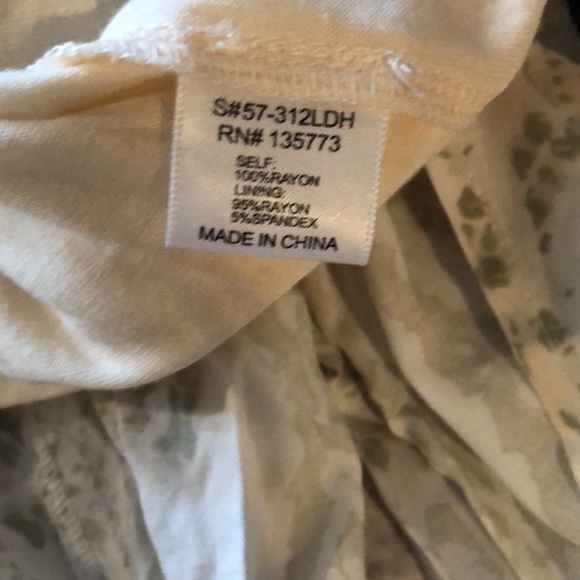 S#57-312LDH
RN# 135773
SELF:
100%RAYON
LINING:
95%RAYON
5%SPANDEX
MADE IN CHINA